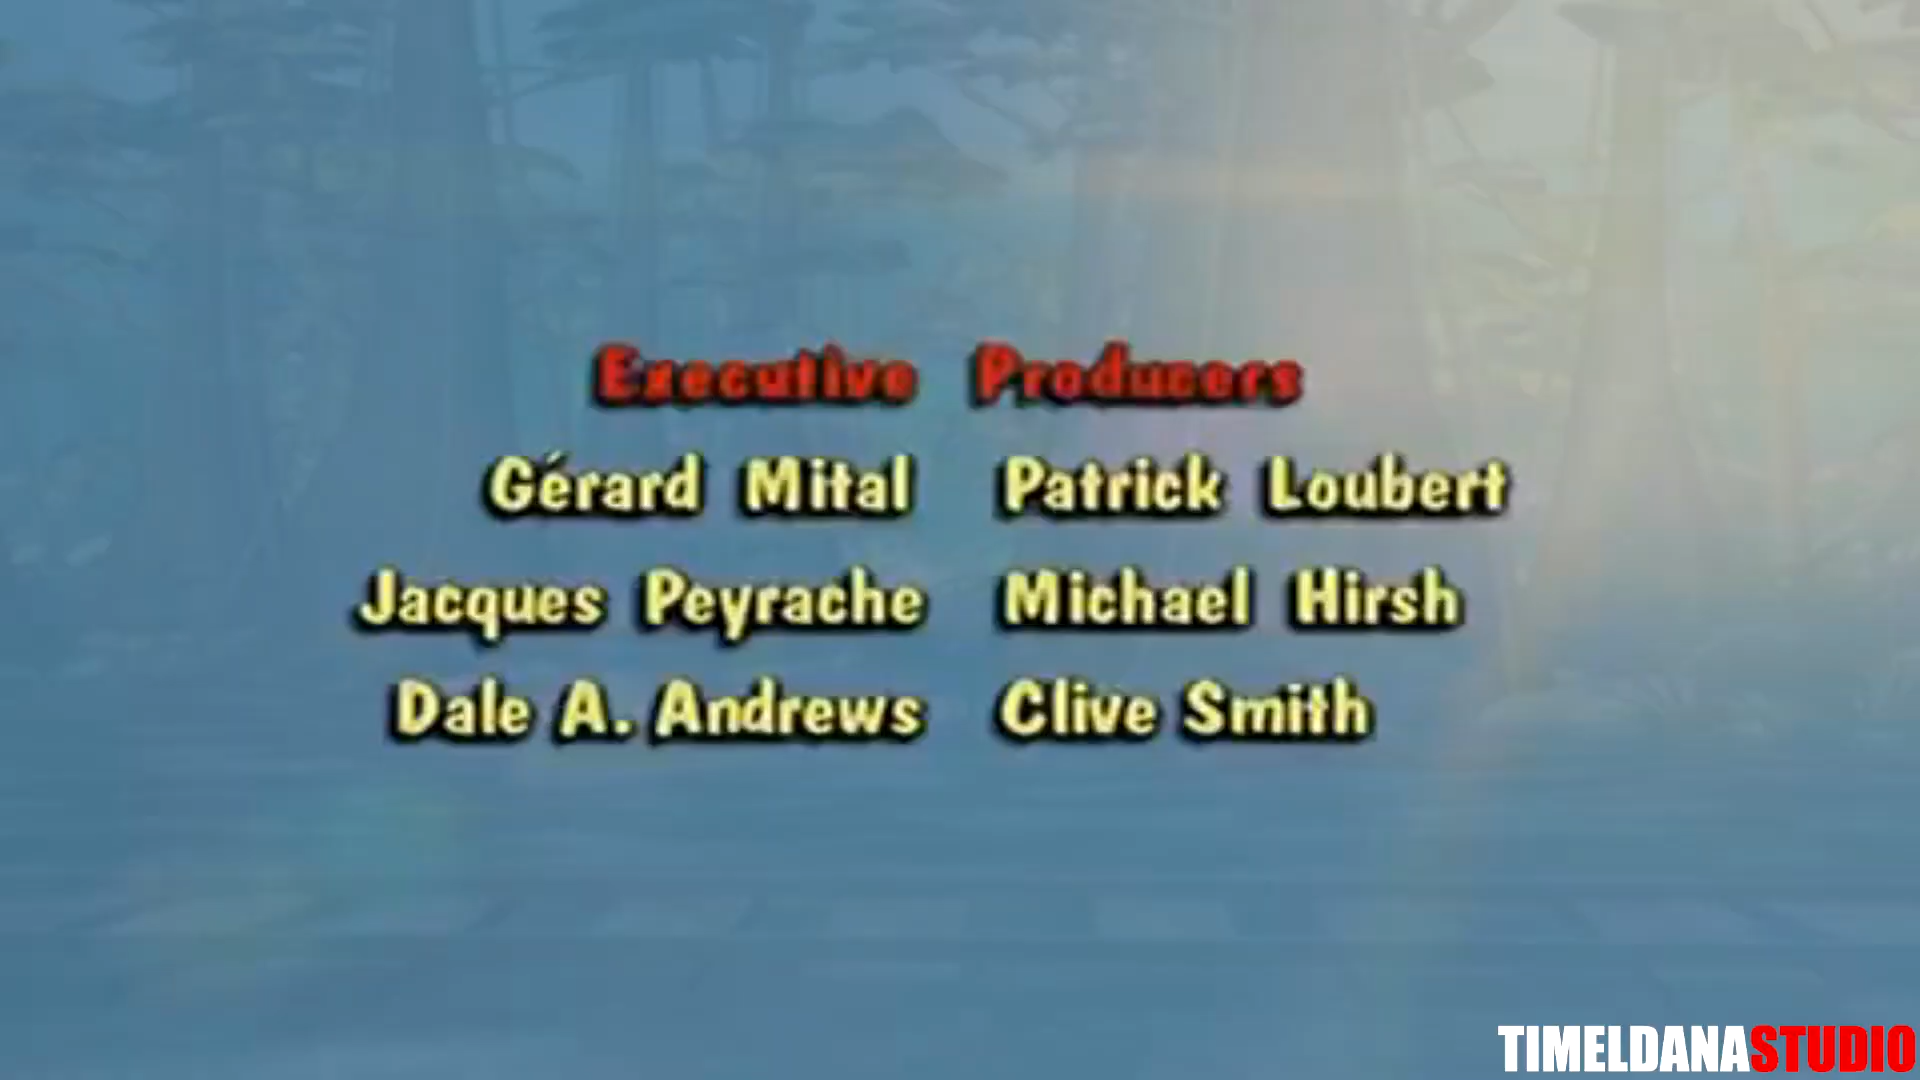 Executive Producers
Gérard Mital Patrick Loubert
Jacques Peyrache Michael Hirsh
Dale A. Andrews Clive Smith
TIMELDANASTUDIO